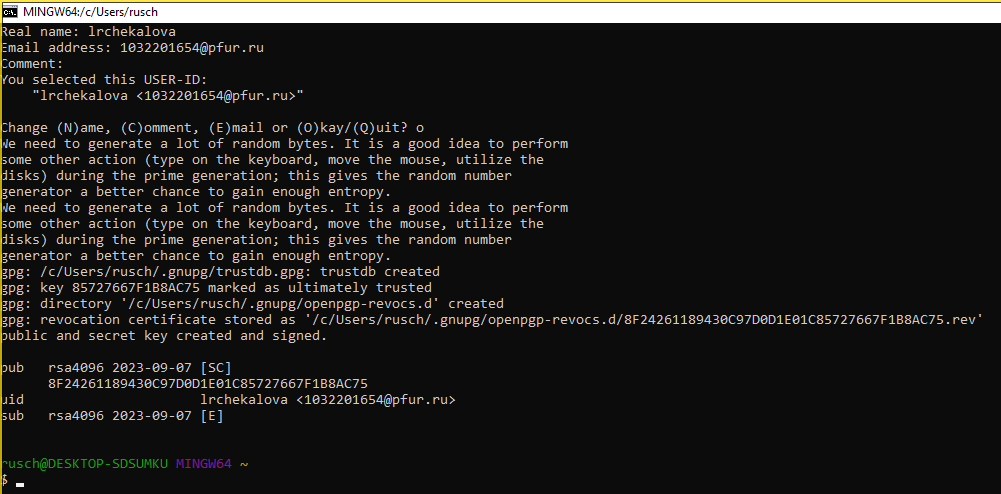 MINGW64:/c/Users/rusch
Real name: lrchekalova
Email address: 1032201654@pfur.ru
Comment:
You selected this USER-ID:
    "lrchekalova <1032201654@pfur.ru>"
Change (N)ame, (C)omment, (E)mail or (O)kay/(Q)uit? o
We need to generate a lot of random bytes. It is a good idea to perform
some other action (type on the keyboard, move the mouse, utilize the
disks) during the prime generation; this gives the random number
generator a better chance to gain enough entropy.
We need to generate a lot of random bytes. It is a good idea to perform
some other action (type on the keyboard, move the mouse, utilize the
disks) during the prime generation; this gives the random number
generator a better chance to gain enough entropy.
gpg: /c/Users/rusch/.gnupg/trustdb.gpg: trustdb created
gpg: key 85727667F1B8AC75 marked as ultimately trusted
gpg: directory '/c/Users/rusch/.gnupg/openpgp-revocs.d' created
gpg: revocation certificate stored as '/c/Users/rusch/.gnupg/openpgp-revocs.d/8F24261189430C97D0D1E01C85727667F1B8AC75.rev'
public and secret key created and signed.
pub   rsa4096 2023-09-07 [SC]
      8F24261189430C97D0D1E01C85727667F1B8AC75
uid                      lrchekalova <1032201654@pfur.ru>
sub   rsa4096 2023-09-07 [E]
rusch@DESKTOP-SDSUMKU MINGW64 ~
$